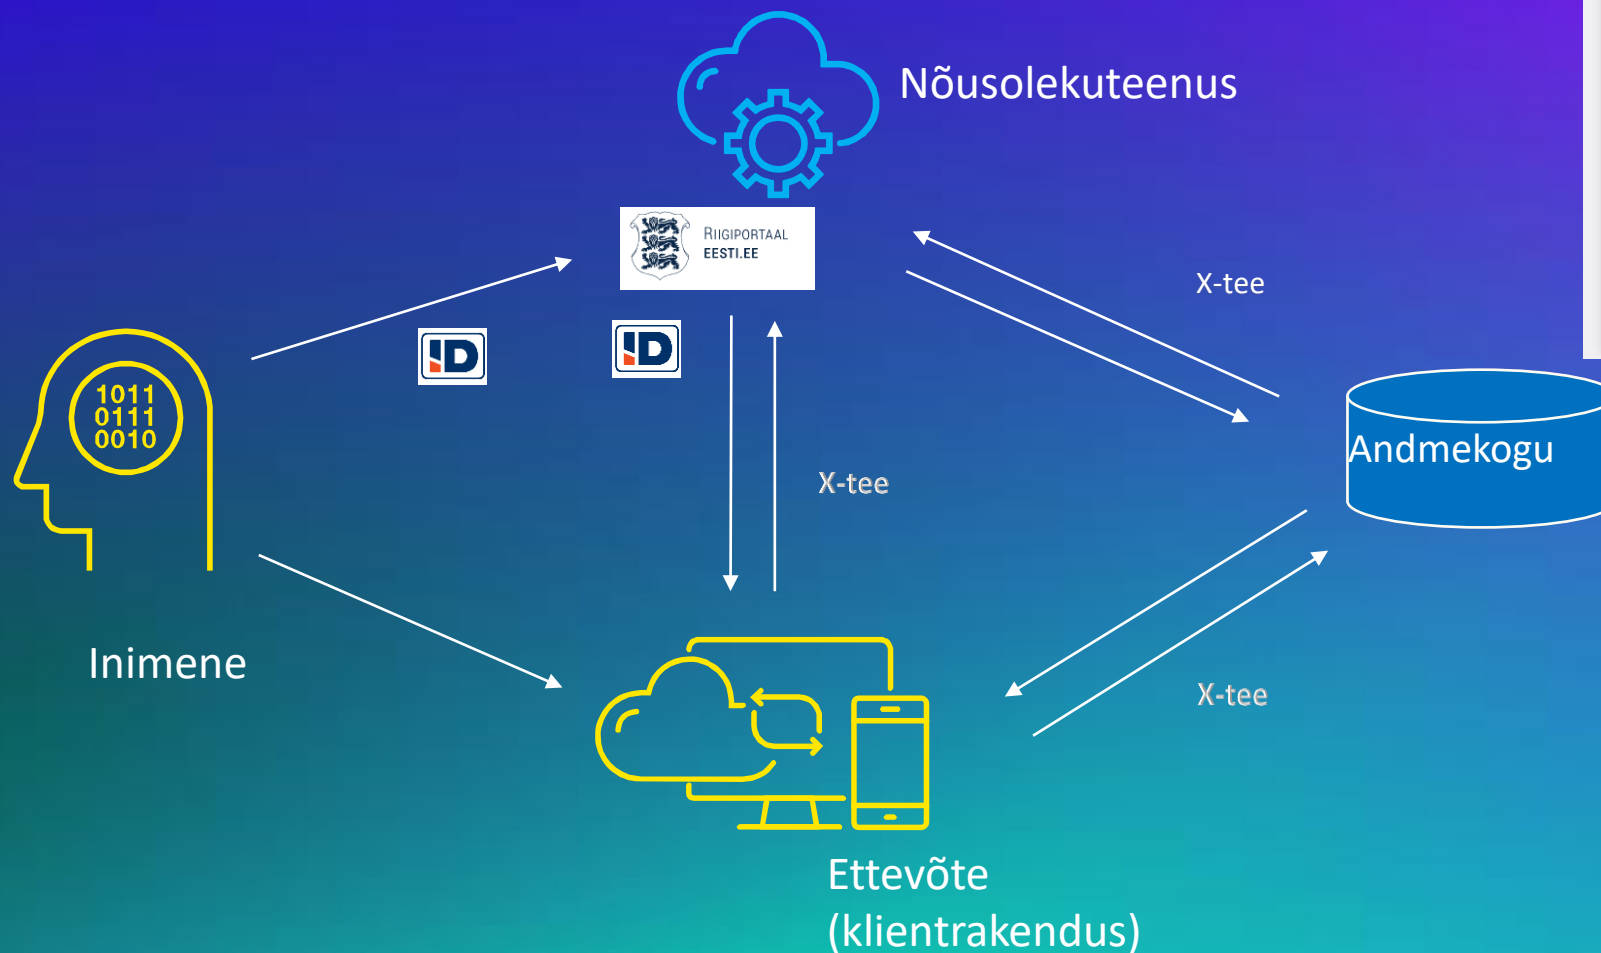 Nõusolekuteenus
RIIGIPORTAAL
EESTI.EE
X-tee
ID
ID
1011
0111
0010
Andmekogu
X-tee
Inimene
X-tee
Ettevõte
(klientrakendus)